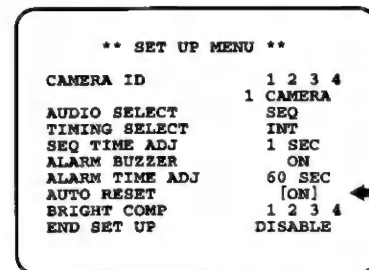 ** SET UP MENU **
CAMERA ID 1 2 3 4
1 CAMERA
AUDIO SELECT SEQ
TIMING SELECT INT
SEQ TIME ADJ 1 SEC
ALARM BUZZER ON
ALARM TIME ADJ 60 SEC
AUTO RESET [ON]
BRIGHT COMP 1 2 3 4
END SET UP DISABLE